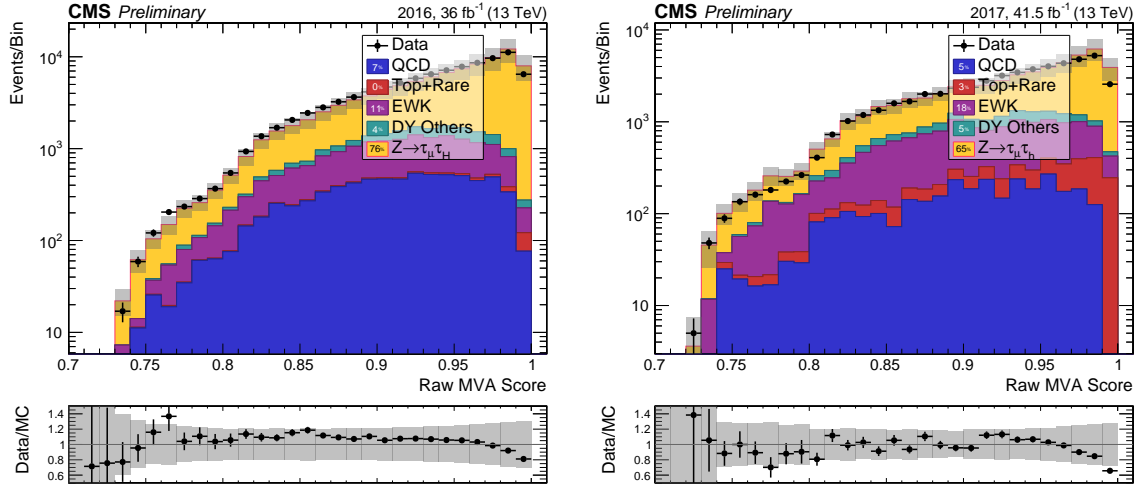 CMS Preliminary 2016, 36 fb⁻¹ (13 TeV)
Events/Bin
10⁴
10³
10²
10
Data
7% QCD
0% Top+Rare
11% EWK
4% DY Others
76% Z→τ_μτ_H
0.7 0.75 0.8 0.85 0.9 0.95 1
Raw MVA Score
Data/MC
1.4
1.2
1
0.8
0.6
CMS Preliminary 2017, 41.5 fb⁻¹ (13 TeV)
Events/Bin
10⁴
10³
10²
10
Data
5% QCD
3% Top+Rare
18% EWK
5% DY Others
65% Z→τ_μτ_h
0.7 0.75 0.8 0.85 0.9 0.95 1
Raw MVA Score
Data/MC
1.4
1.2
1
0.8
0.6